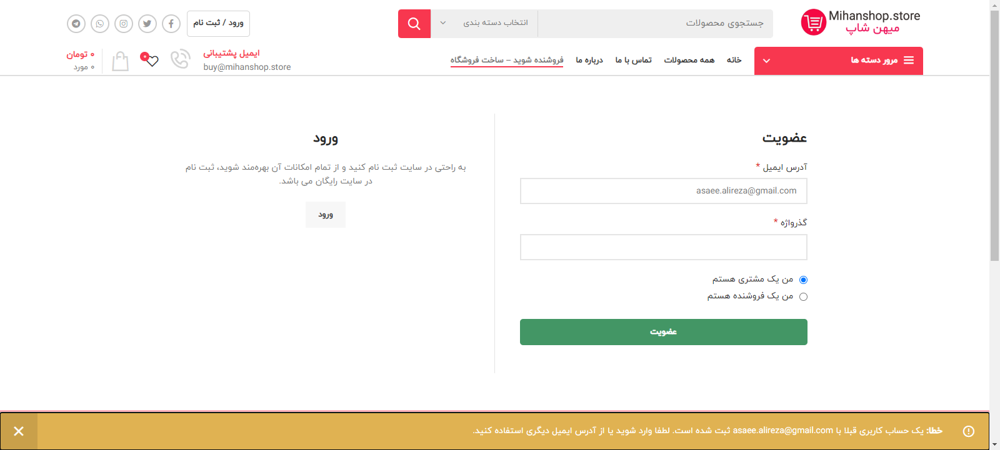 Mihanshop.store
میهن شاپ
جستجوی محصولات
انتخاب دسته بندی
ورود / ثبت نام
مرور دسته ها
خانه
همه محصولات
تماس با ما
درباره ما
فروشنده شوید – ساخت فروشگاه
ایمیل پشتیبانی
buy@mihanshop.store
۰
۰ تومان
۰ مورد
عضویت
آدرس ایمیل *
asaee.alireza@gmail.com
گذرواژه *
من یک مشتری هستم
من یک فروشنده هستم
عضویت
ورود
به راحتی در سایت ثبت نام کنید و از تمام امکانات آن بهره‌مند شوید، ثبت نام
در سایت رایگان می باشد.
ورود
خطا: یک حساب کاربری قبلا با asaee.alireza@gmail.com ثبت شده است. لطفا وارد شوید یا از آدرس ایمیل دیگری استفاده کنید.